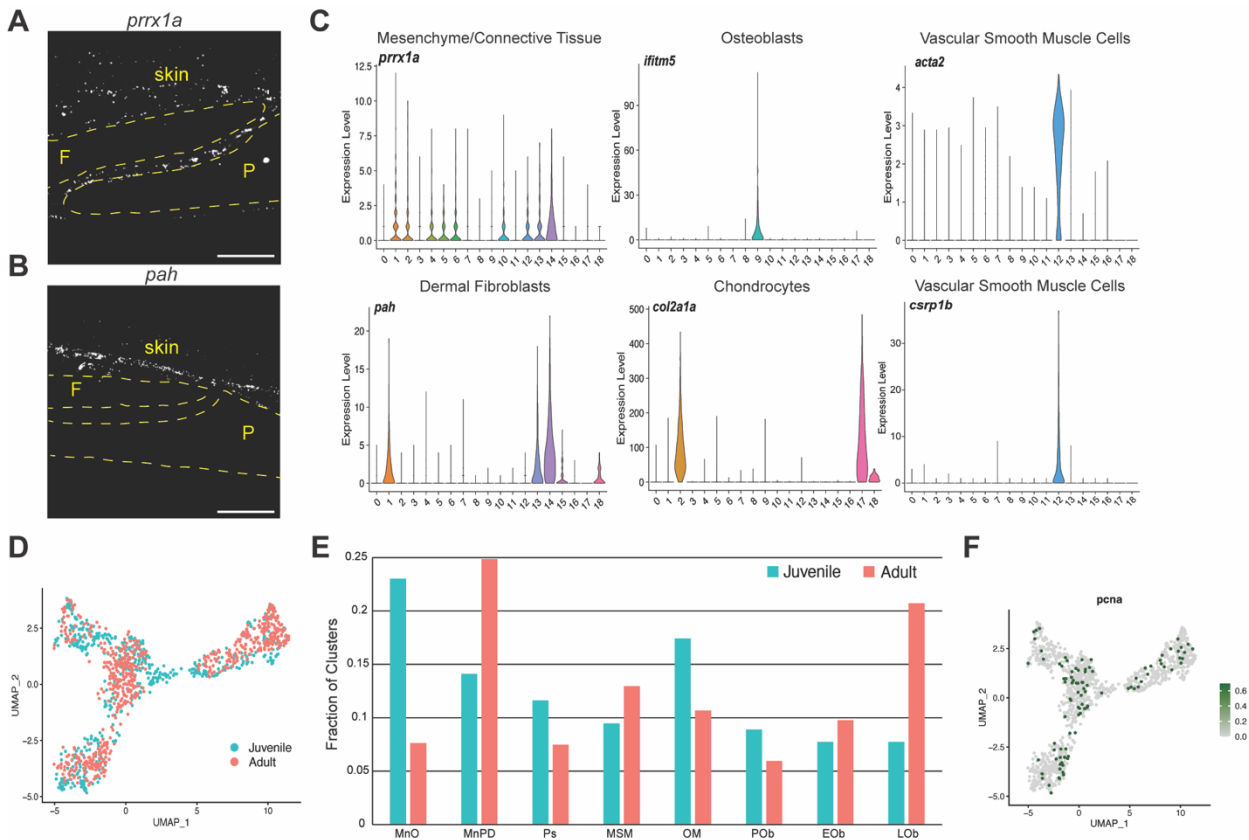 A
prrx1a
skin
F
P
B
pah
skin
F
P
C
Mesenchyme/Connective Tissue
prrx1a
Expression Level
12.5
10.0
7.5
5.0
2.5
0.0
0 1 2 3 4 5 6 7 8 9 10 11 12 13 14 15 16 17 18
Osteoblasts
ifitm5
Expression Level
90
60
30
0
0 1 2 3 4 5 6 7 8 9 10 11 12 13 14 15 16 17 18
Vascular Smooth Muscle Cells
acta2
Expression Level
4
3
2
1
0
0 1 2 3 4 5 6 7 8 9 10 11 12 13 14 15 16 17 18
Dermal Fibroblasts
pah
Expression Level
20
15
10
5
0
0 1 2 3 4 5 6 7 8 9 10 11 12 13 14 15 16 17 18
Chondrocytes
col2a1a
Expression Level
500
400
300
200
100
0
0 1 2 3 4 5 6 7 8 9 10 11 12 13 14 15 16 17 18
Vascular Smooth Muscle Cells
csrp1b
Expression Level
30
20
10
0
0 1 2 3 4 5 6 7 8 9 10 11 12 13 14 15 16 17 18
D
UMAP_2
2.5
0.0
−2.5
−5.0
Juvenile
Adult
−5 0 5 10
UMAP_1
E
Fraction of Clusters
0.25
0.2
0.15
0.1
0.05
0
Juvenile Adult
MnO MnPD Ps MSM OM POb EOb LOb
F
pcna
UMAP_2
2.5
0.0
−2.5
−5.0
0.6
0.4
0.2
0.0
−5 0 5 10
UMAP_1